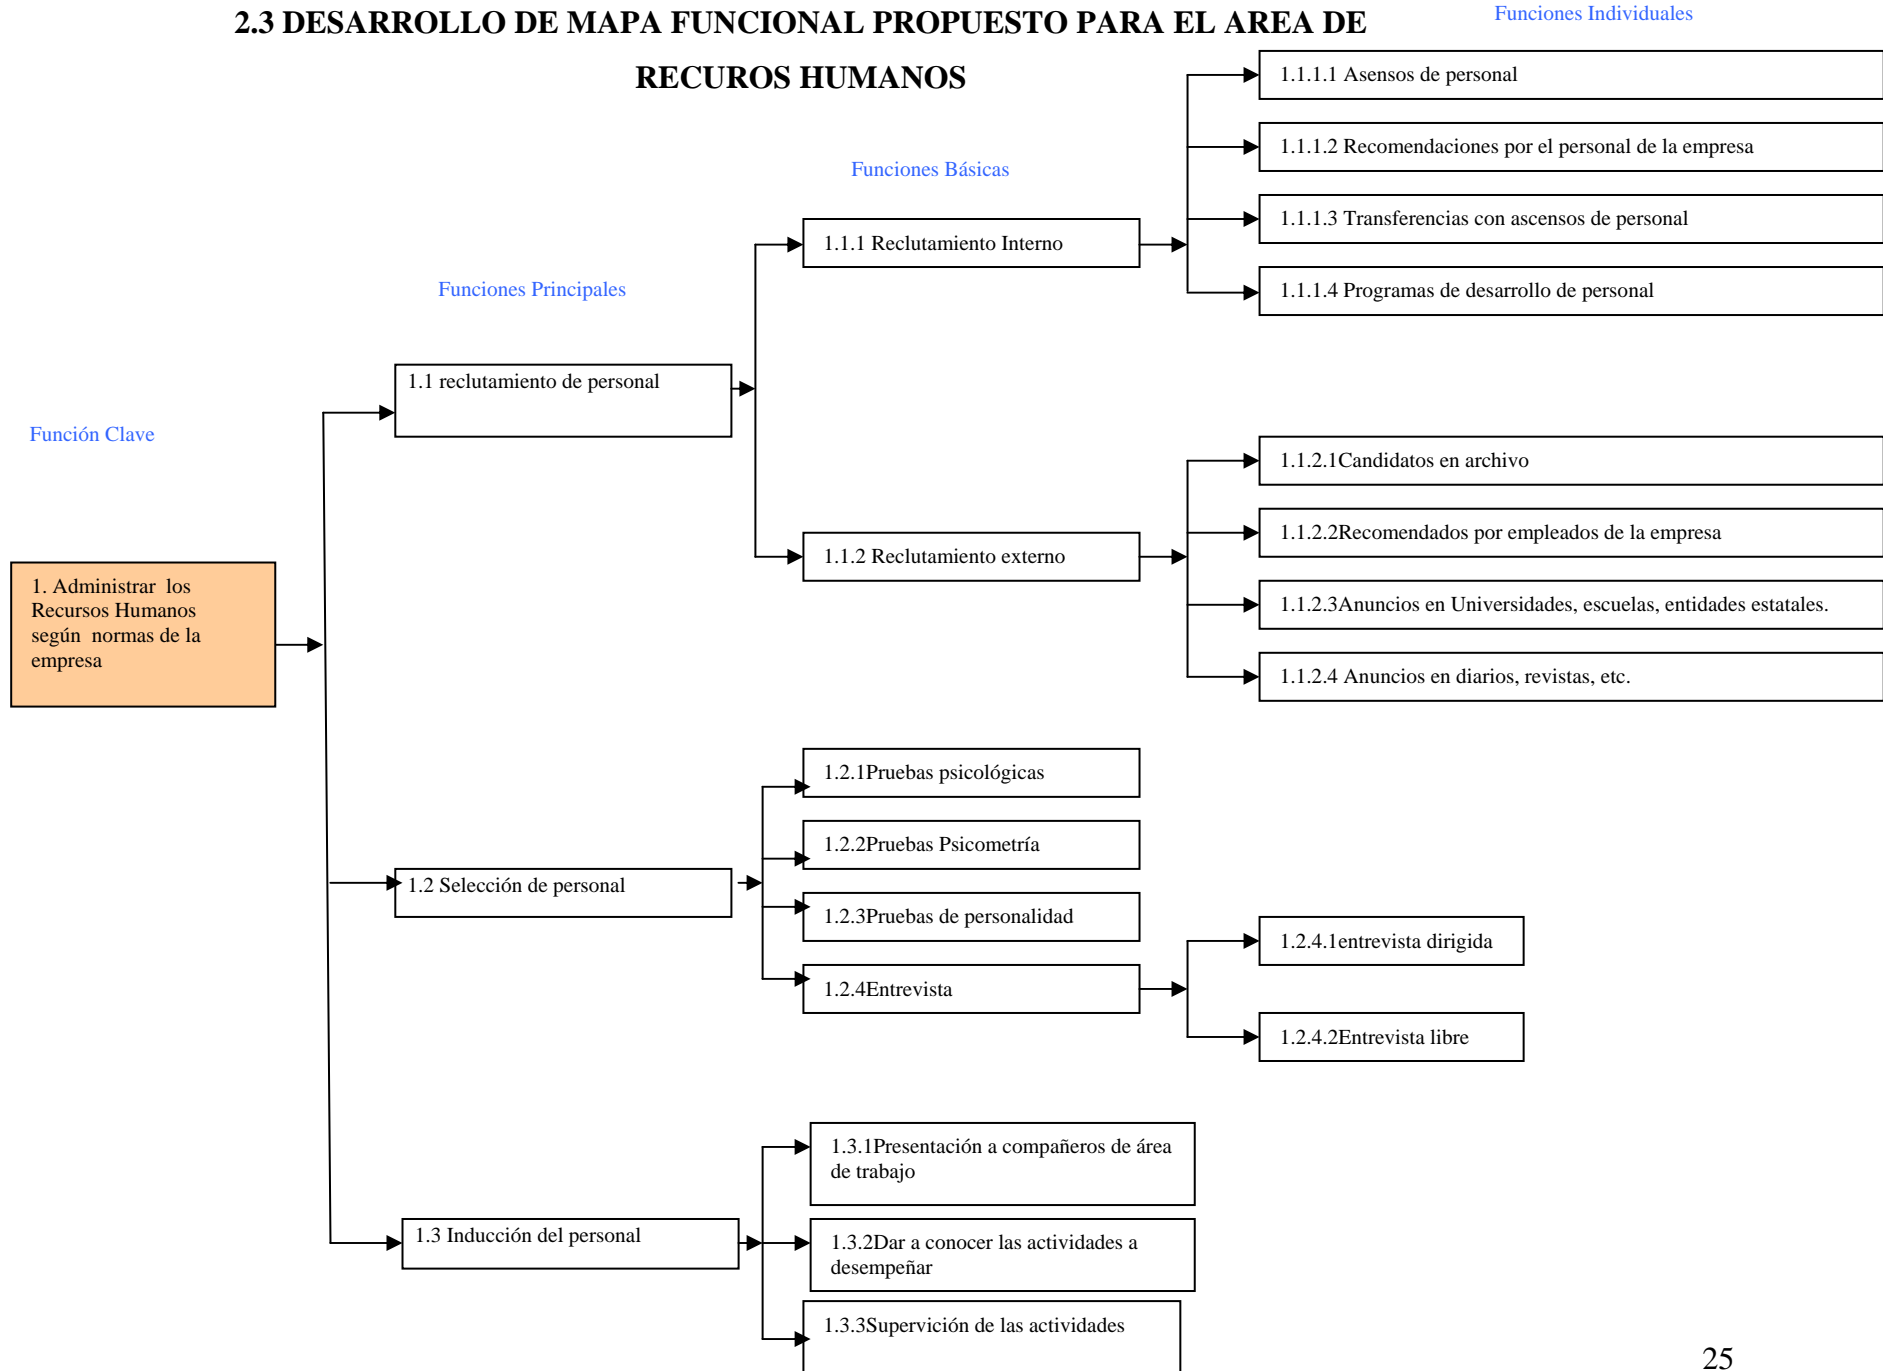 2.3 DESARROLLO DE MAPA FUNCIONAL PROPUESTO PARA EL AREA DE
RECUROS HUMANOS
Funciones Individuales
Funciones Básicas
Funciones Principales
Función Clave
1. Administrar los
Recursos Humanos
según normas de la
empresa
1.1 reclutamiento de personal
1.1.1 Reclutamiento Interno
1.1.1.1 Asensos de personal
1.1.1.2 Recomendaciones por el personal de la empresa
1.1.1.3 Transferencias con ascensos de personal
1.1.1.4 Programas de desarrollo de personal
1.1.2 Reclutamiento externo
1.1.2.1Candidatos en archivo
1.1.2.2Recomendados por empleados de la empresa
1.1.2.3Anuncios en Universidades, escuelas, entidades estatales.
1.1.2.4 Anuncios en diarios, revistas, etc.
1.2 Selección de personal
1.2.1Pruebas psicológicas
1.2.2Pruebas Psicometría
1.2.3Pruebas de personalidad
1.2.4Entrevista
1.2.4.1entrevista dirigida
1.2.4.2Entrevista libre
1.3 Inducción del personal
1.3.1Presentación a compañeros de área
de trabajo
1.3.2Dar a conocer las actividades a
desempeñar
1.3.3Supervición de las actividades
25